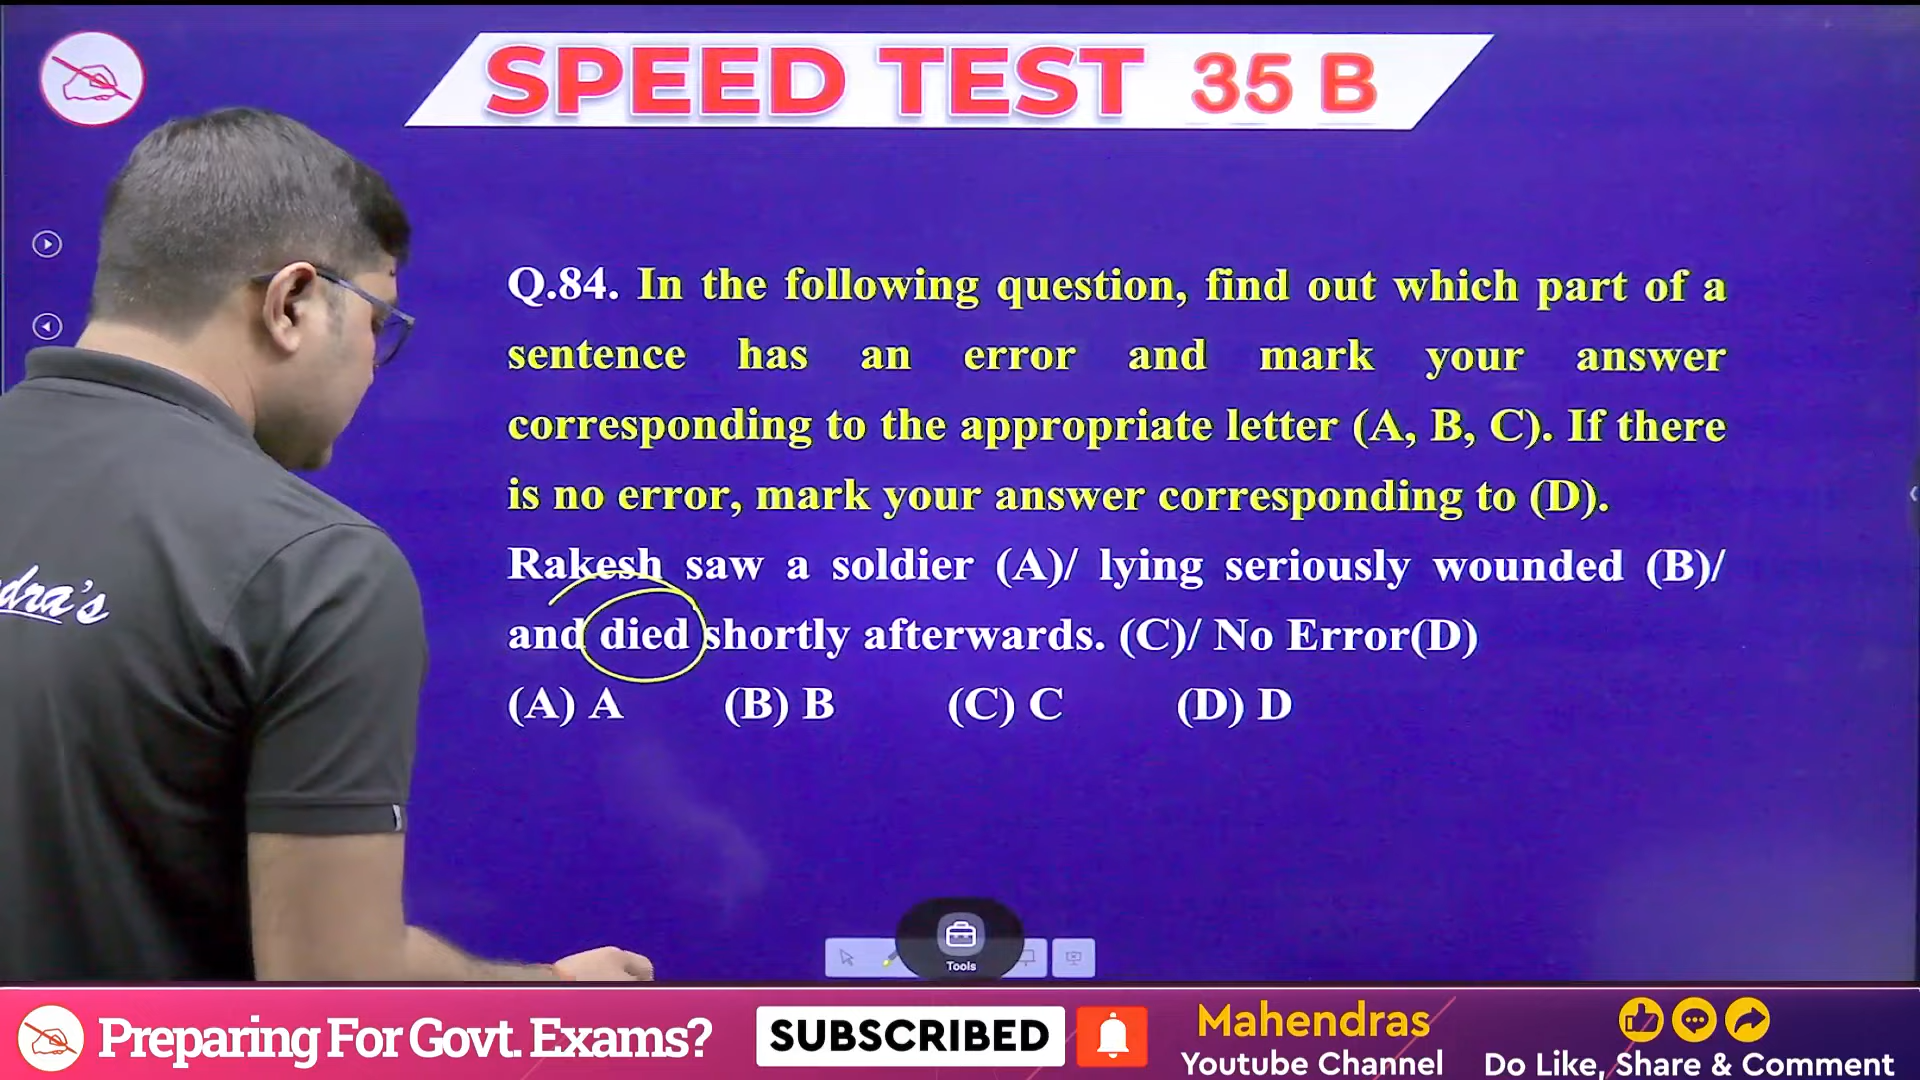 SPEED TEST 35 B
Q.84. In the following question, find out which part of a
sentence has an error and mark your answer
corresponding to the appropriate letter (A, B, C). If there
is no error, mark your answer corresponding to (D).
Rakesh saw a soldier (A)/ lying seriously wounded (B)/
and died shortly afterwards. (C)/ No Error(D)
(A) A (B) B (C) C (D) D
dra's
Tools
Preparing For Govt. Exams?
SUBSCRIBED
Mahendras
Youtube Channel
Do Like, Share & Comment